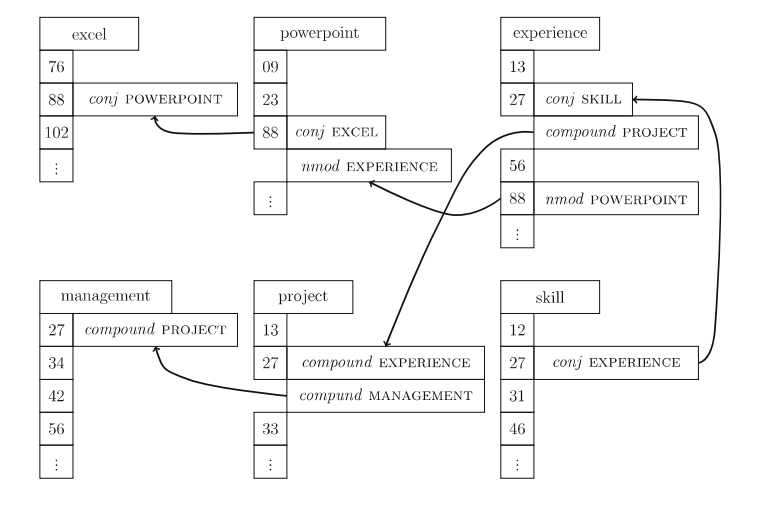 excel
76
88 conj POWERPOINT
102
⋮
powerpoint
09
23
88 conj EXCEL
nmod EXPERIENCE
⋮
experience
13
27 conj SKILL
compound PROJECT
56
88 nmod POWERPOINT
⋮
management
27 compound PROJECT
34
42
56
⋮
project
13
27 compound EXPERIENCE
compund MANAGEMENT
33
⋮
skill
12
27 conj EXPERIENCE
31
46
⋮